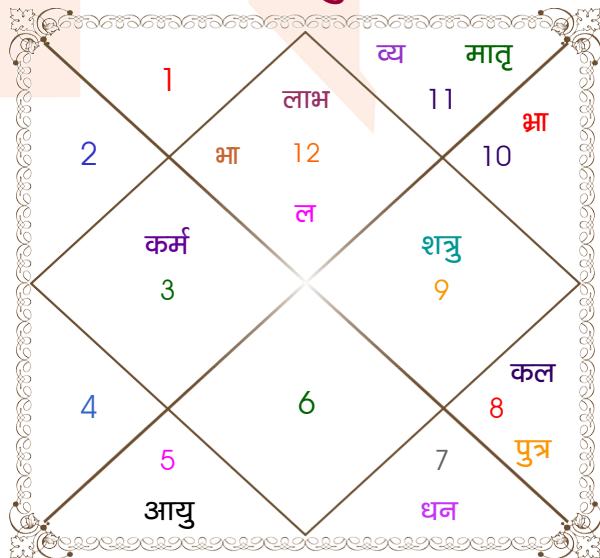 व्य मातृ
1 लाभ 11
भ्रा
2 भा 12 10
ल
कर्म शत्रु
3 9
कल
4 6 8
पुत्र
5 7
आयु धन